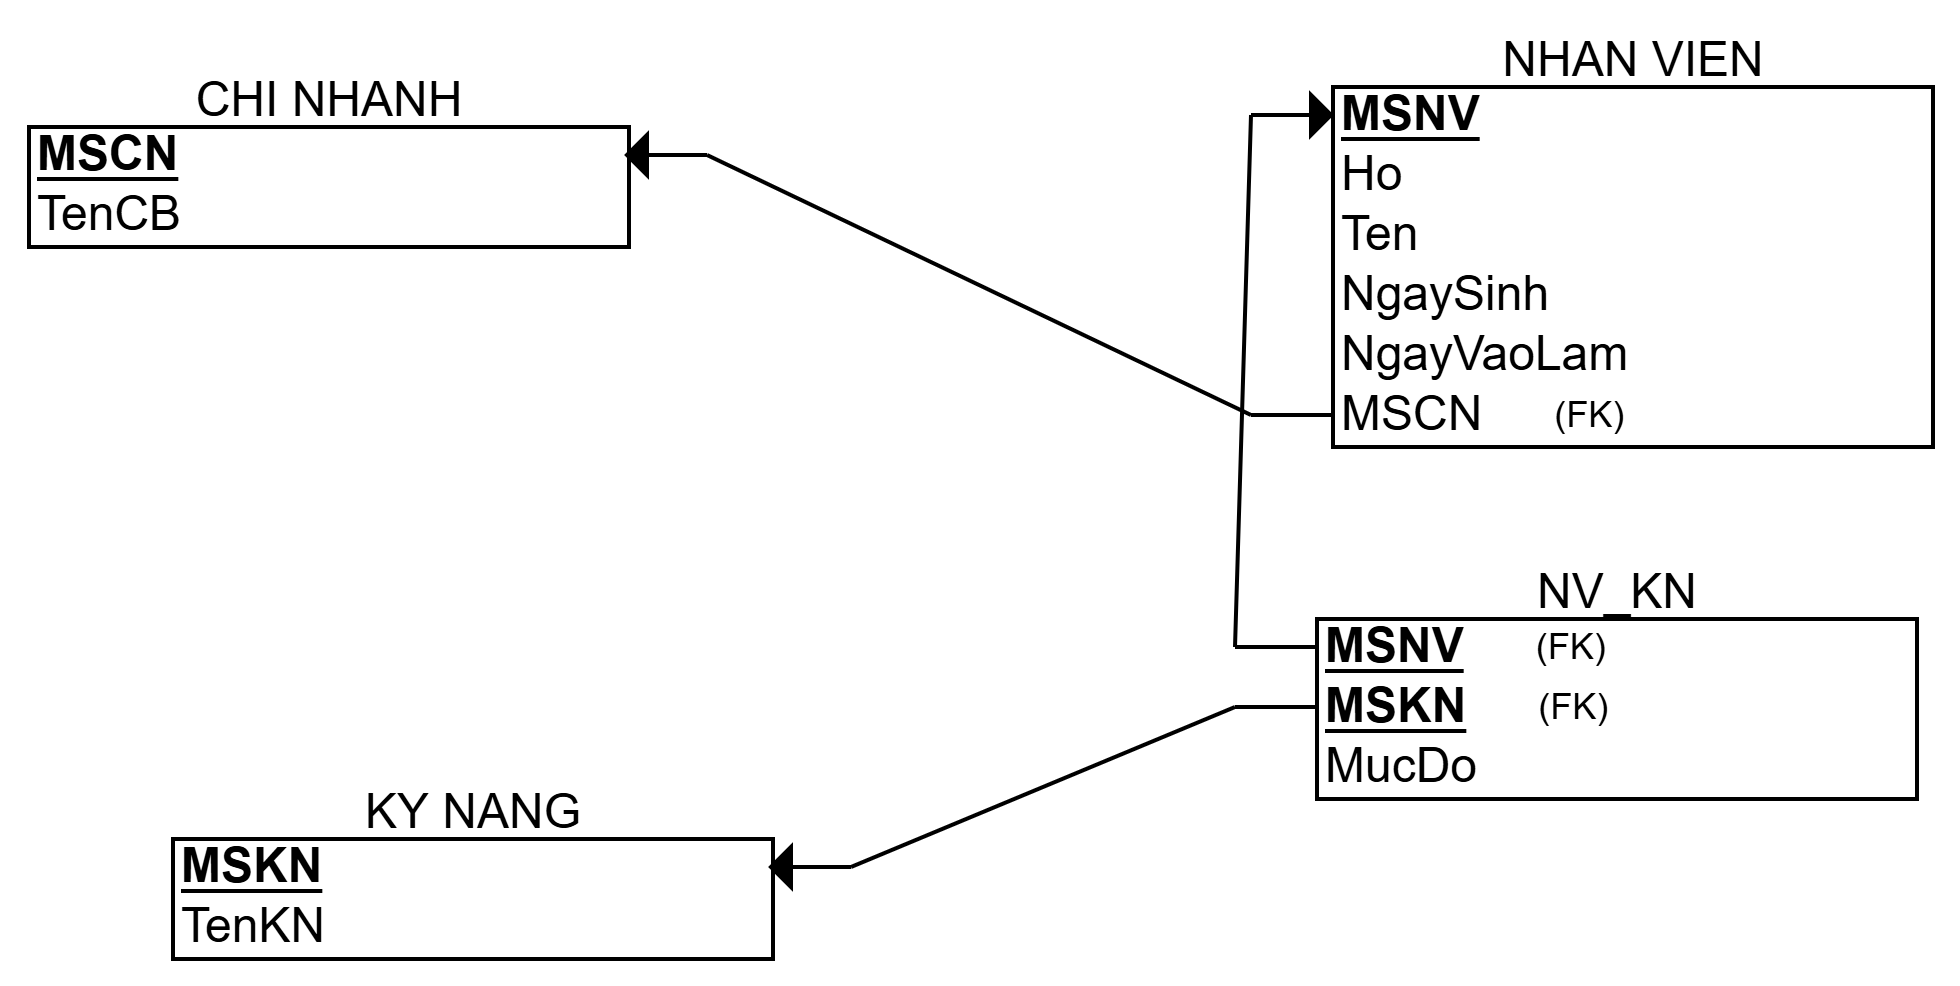 CHI NHANH
MSCN
TenCB
NHAN VIEN
MSNV
Ho
Ten
NgaySinh
NgayVaoLam
MSCN (FK)
NV_KN
MSNV (FK)
MSKN (FK)
MucDo
KY NANG
MSKN
TenKN